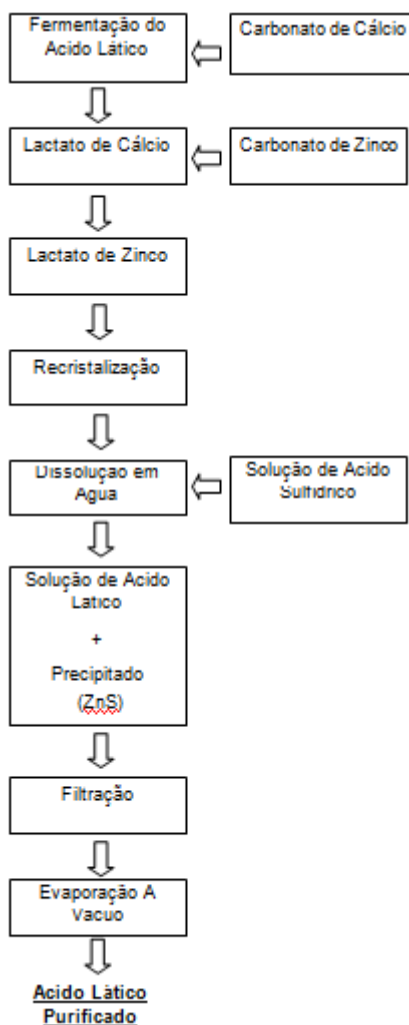 Fermentação do
Acido Lático
Carbonato de Cálcio
Lactato de Cálcio
Carbonato de Zinco
Lactato de Zinco
Recristalização
Dissolução em
Agua
Solução de Acido
Sulfidrico
Solução de Acido
Latico
+
Precipitado
(ZnS)
Filtração
Evaporação A
Vacuo
Acido Lático
Purificado